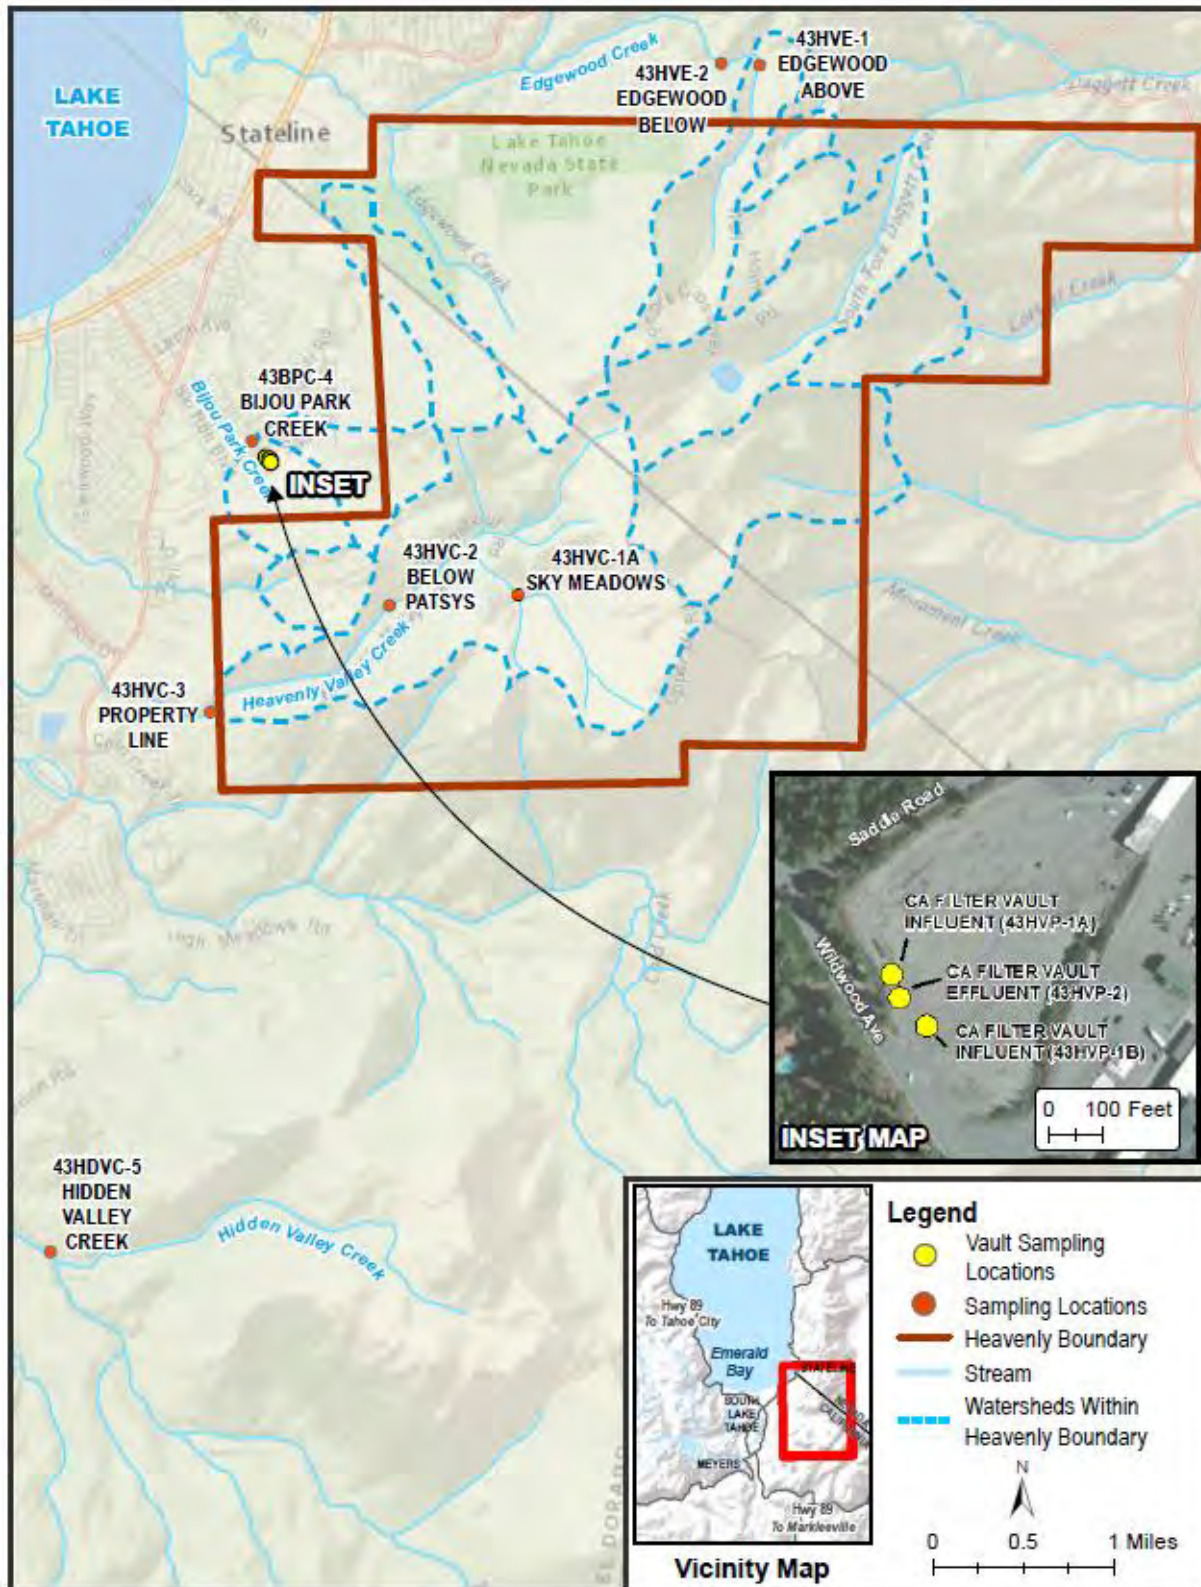 LAKE
TAHOE
Stateline
Edgewood Creek
43HVE-2
EDGEWOOD
BELOW
43HVE-1
EDGEWOOD
ABOVE
Daggett Creek
Lake Tahoe
Nevada State
Park
Edgewood Creek
South Fork Daggett
Creek
43BPC-4
BIJOU PARK
CREEK
Bijou Park Creek
INSET
43HVC-2
BELOW
PATSYS
43HVC-1A
SKY MEADOWS
Monument Creek
43HVC-3
PROPERTY
LINE
Heavenly Valley Creek
High Meadows Rd
Cold Creek
Saddle Road
CA FILTER VAULT
INFLUENT (43HVP-1A)
Wildwood Ave
CA FILTER VAULT
EFFLUENT (43HVP-2)
CA FILTER VAULT
INFLUENT (43HVP-1B)
0 100 Feet
INSET MAP
43HDVC-5
HIDDEN
VALLEY
CREEK
Hidden Valley Creek
LAKE
TAHOE
Hwy 89
To Tahoe City
Emerald
Bay
STATELINE
NEVADA
CALIFORNIA
SOUTH
LAKE
TAHOE
MEYERS
Hwy 89
To Markleeville
Vicinity Map
Legend
Vault Sampling
Locations
Sampling Locations
Heavenly Boundary
Stream
Watersheds Within
Heavenly Boundary
N
0 0.5 1 Miles